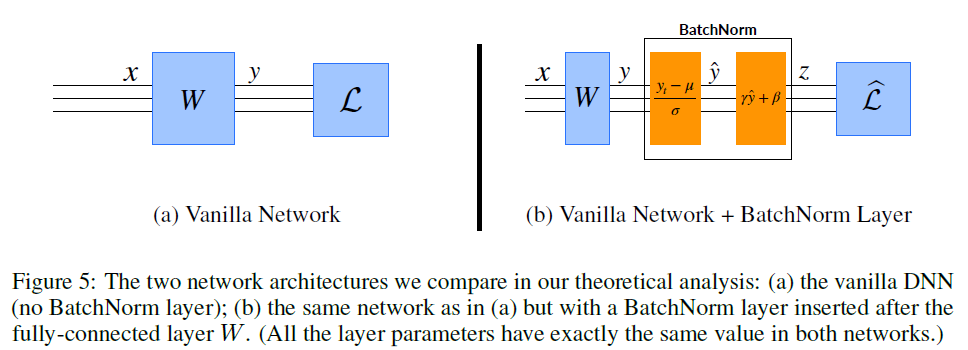 BatchNorm
x
W
y
ℒ
x
W
y
yᵢ − μ
σ
ŷ
γŷ + β
z
ℒ̂
(a) Vanilla Network
(b) Vanilla Network + BatchNorm Layer
Figure 5: The two network architectures we compare in our theoretical analysis: (a) the vanilla DNN
(no BatchNorm layer); (b) the same network as in (a) but with a BatchNorm layer inserted after the
fully-connected layer W. (All the layer parameters have exactly the same value in both networks.)